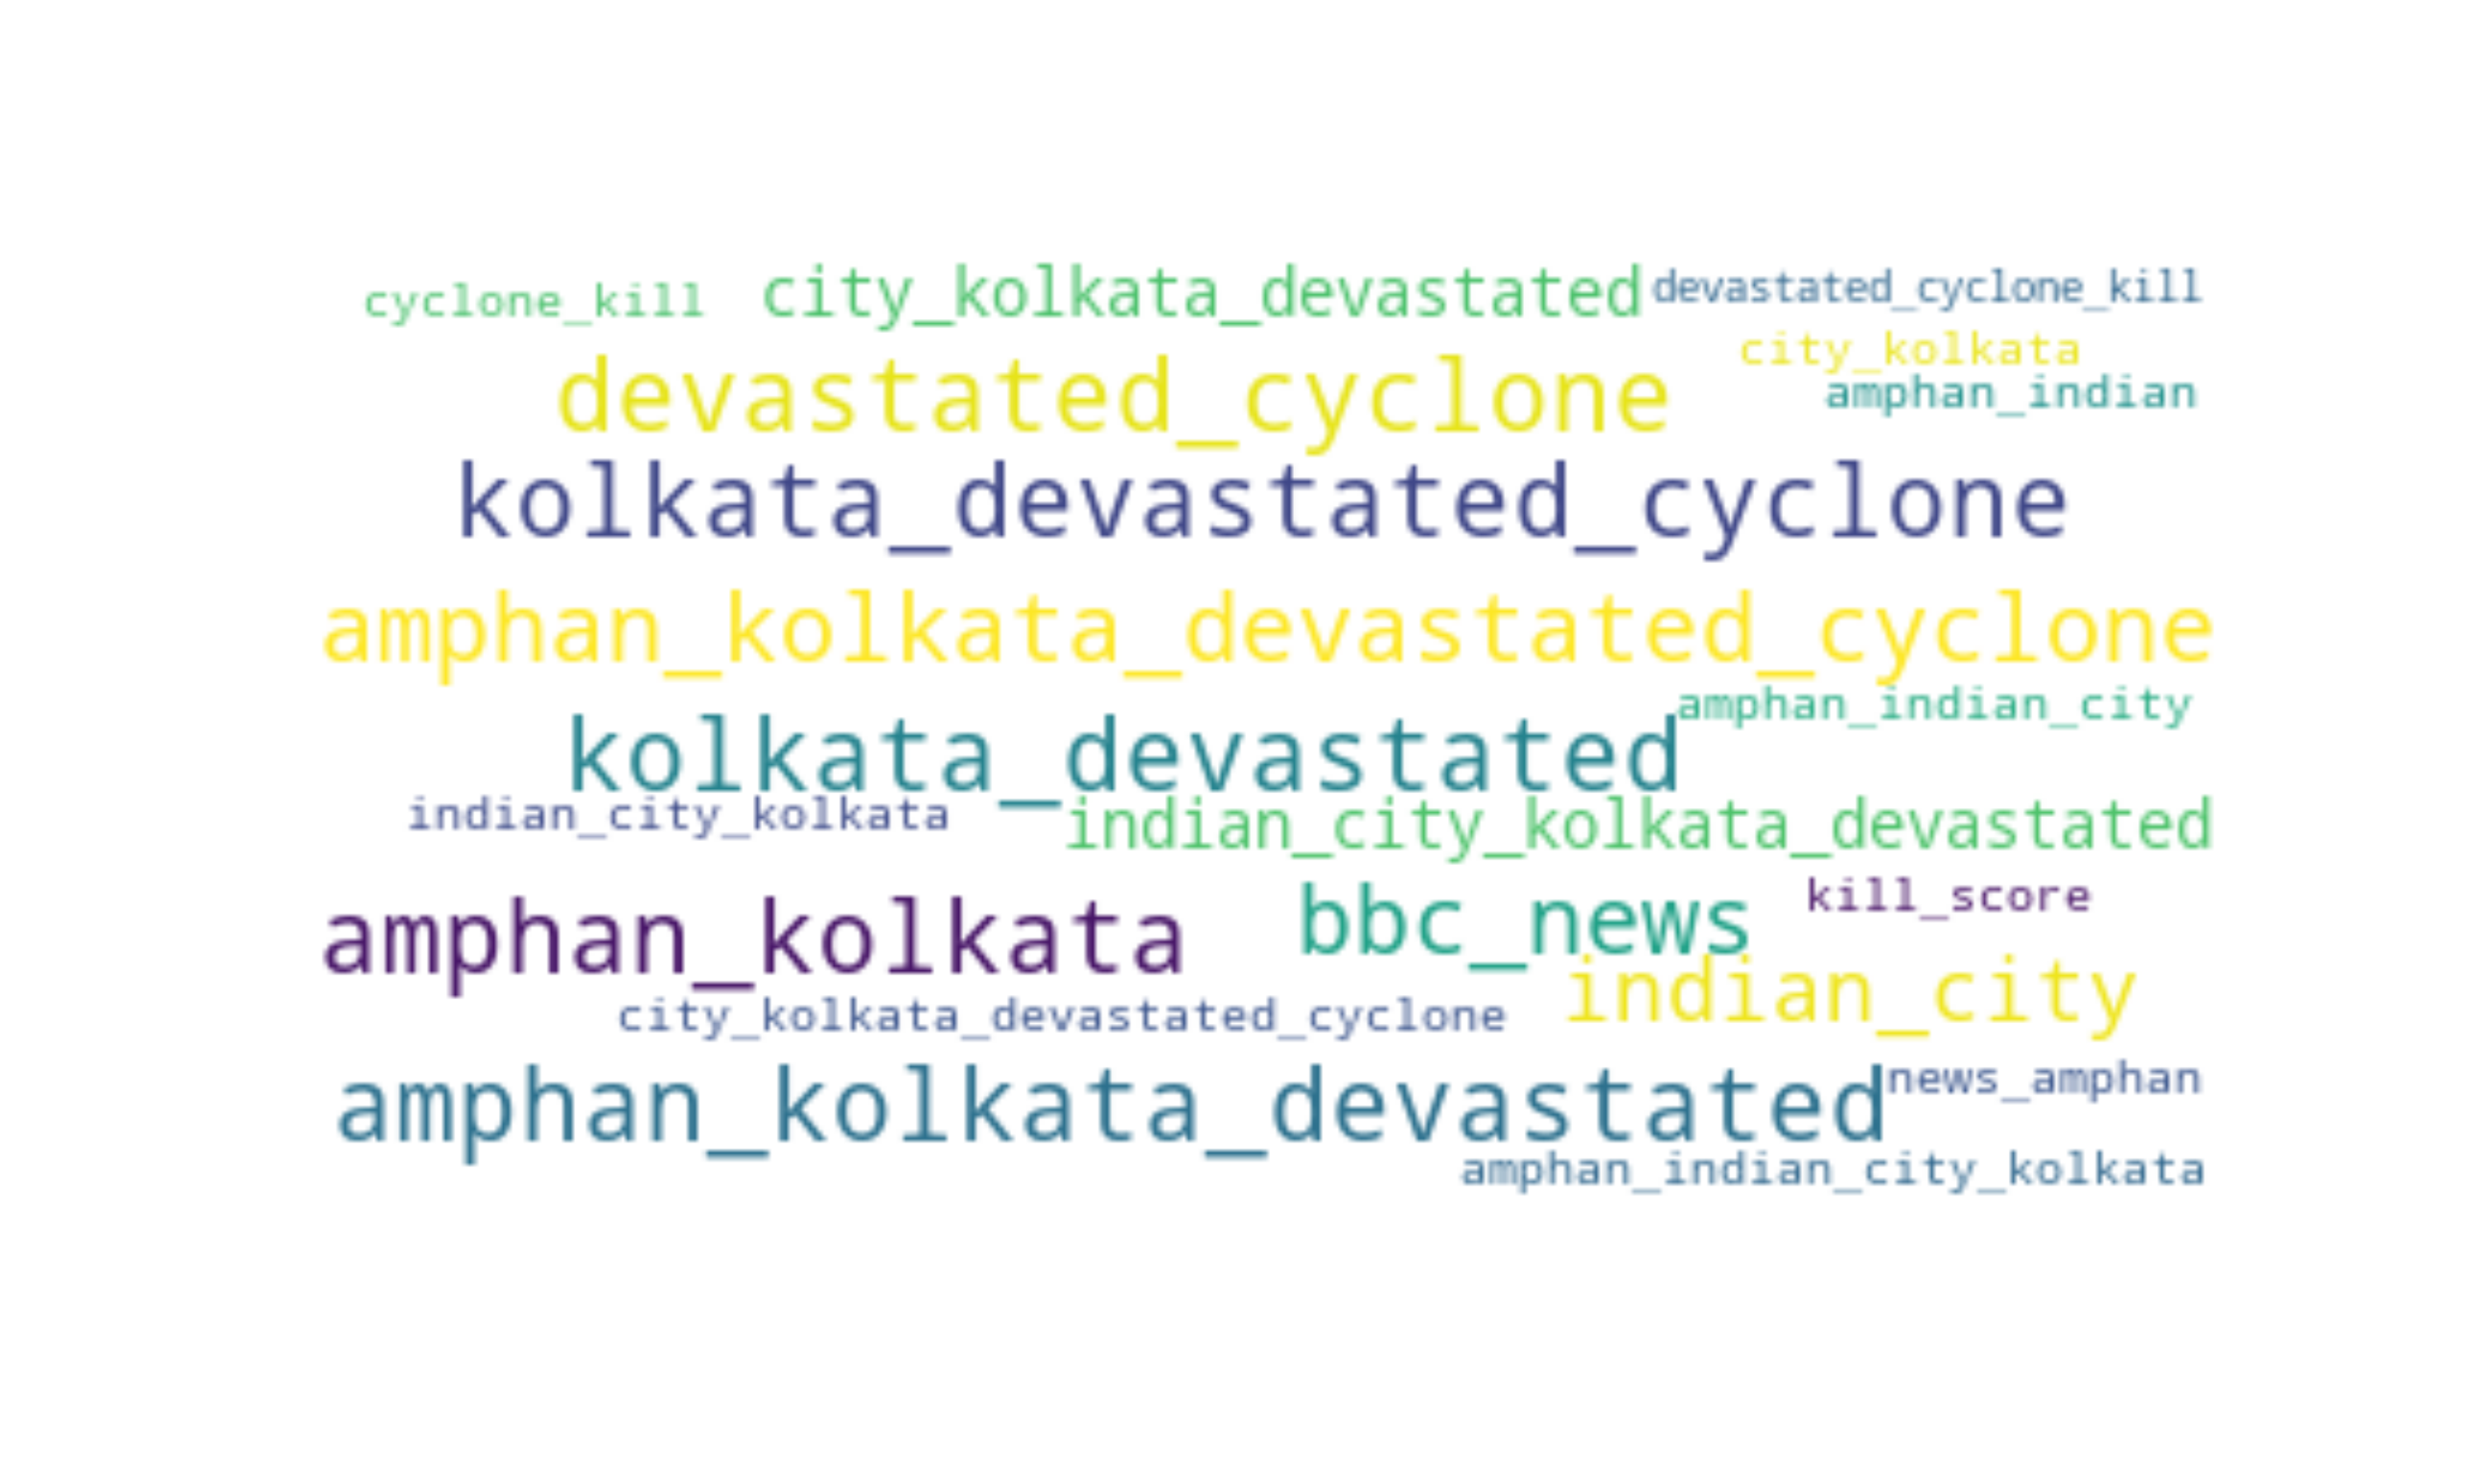 cyclone_kill city_kolkata_devastated devastated_cyclone_kill
city_kolkata
devastated_cyclone amphan_indian
kolkata_devastated_cyclone
amphan_kolkata_devastated_cyclone
amphan_indian_city
kolkata_devastated
indian_city_kolkata indian_city_kolkata_devastated
kill_score
amphan_kolkata bbc_news
indian_city
city_kolkata_devastated_cyclone
news_amphan
amphan_kolkata_devastated
amphan_indian_city_kolkata